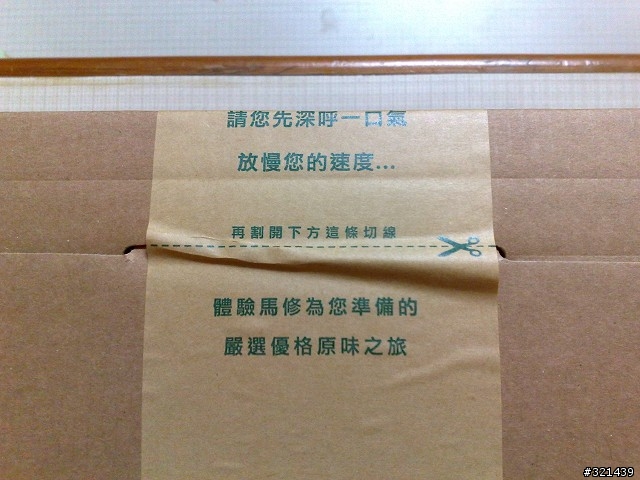 請您先深呼一口氣
放慢您的速度...
再割開下方這條切線
體驗馬修為您準備的
嚴選優格原味之旅
#321439